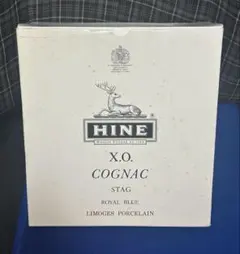 HINE
X.O.
COGNAC
STAG
ROYAL BLUE
LIMOGES PORCELAIN